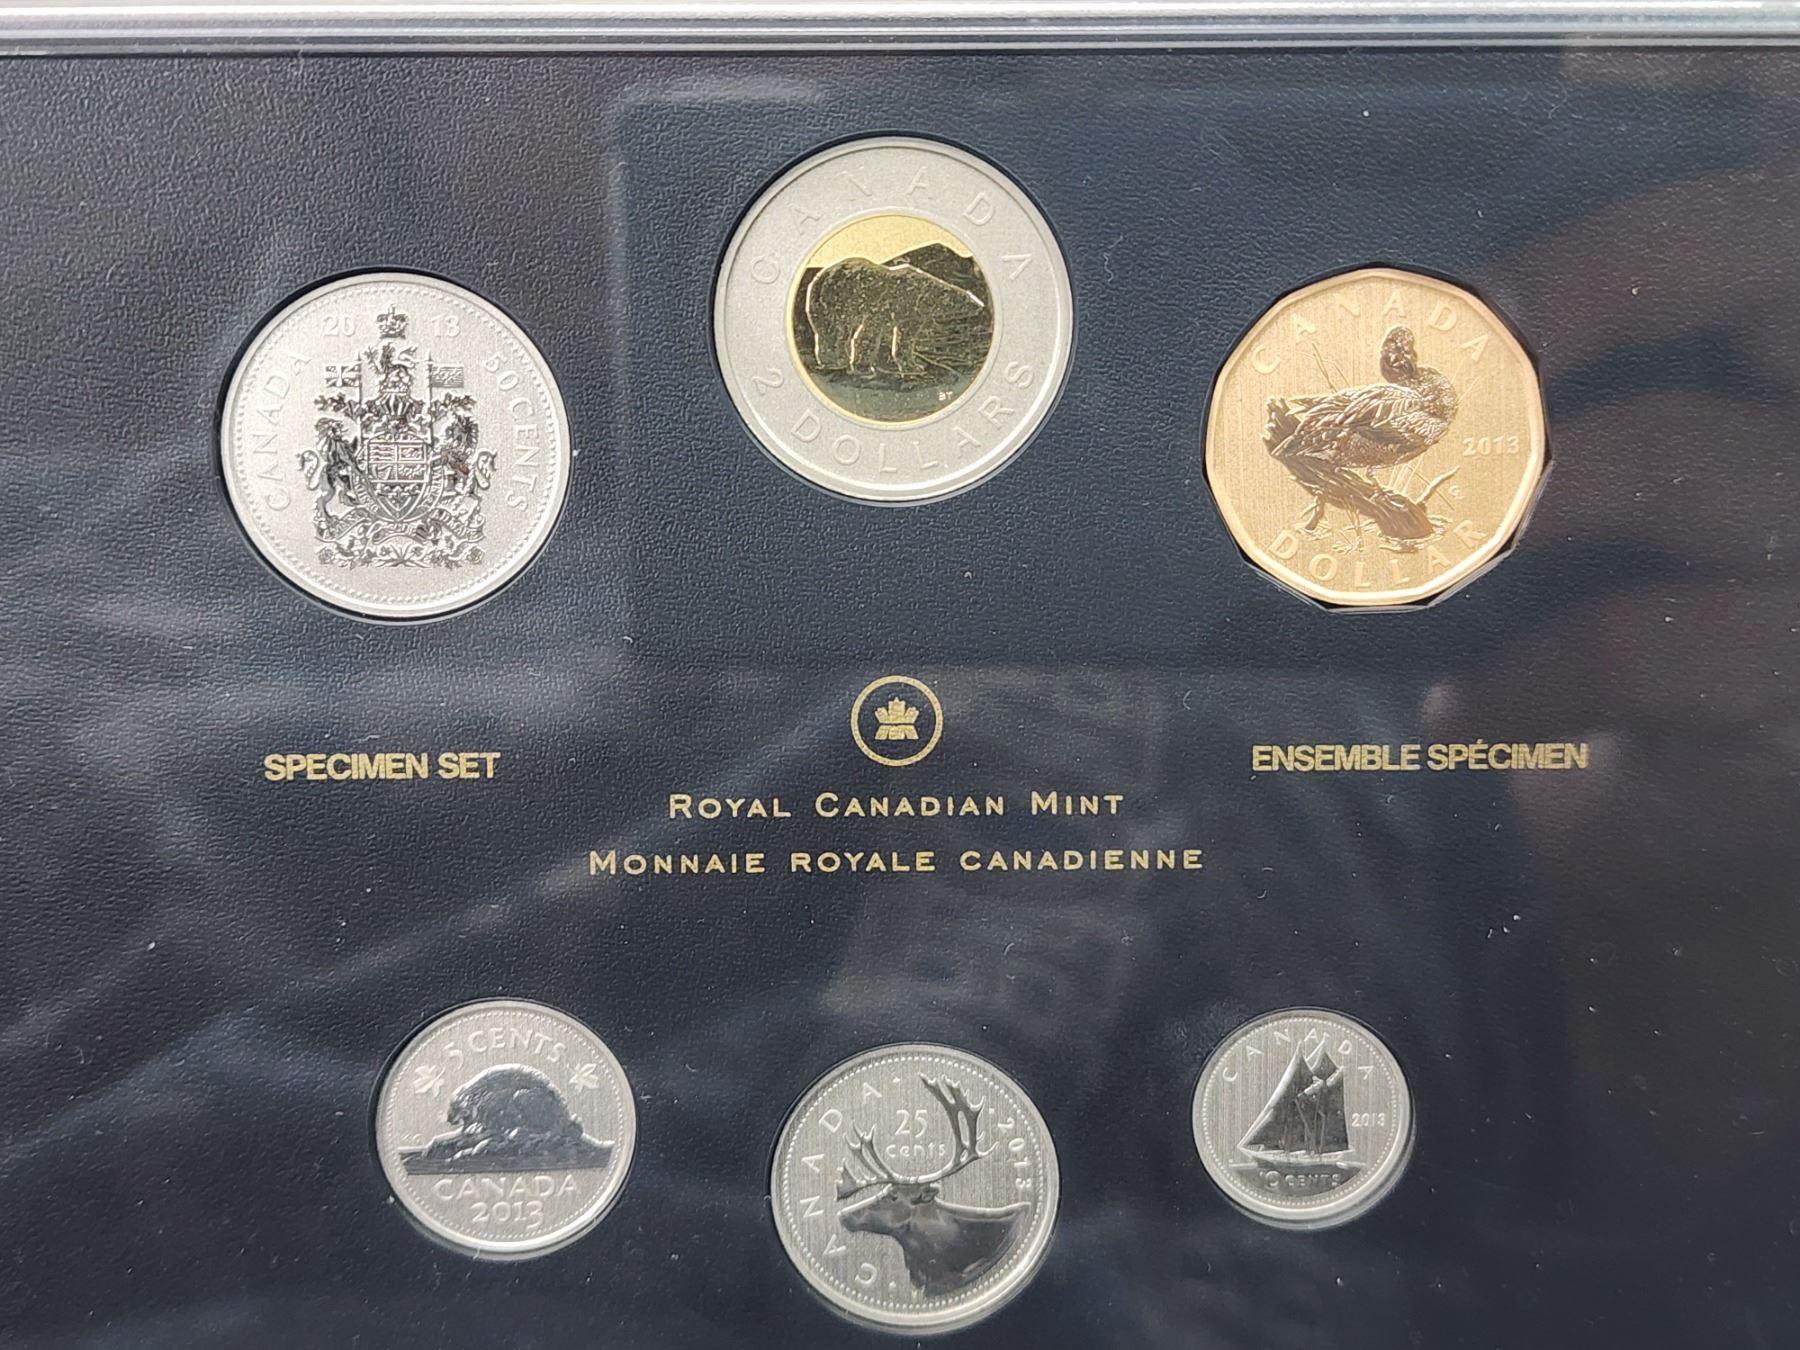 CANADA 2013 50 CENTS
CANADA
2 DOLLARS
BT
CANADA
2013
DOLLAR
SPECIMEN SET
ENSEMBLE SPÉCIMEN
ROYAL CANADIAN MINT
MONNAIE ROYALE CANADIENNE
5 CENTS
CANADA
2013
CANADA · 2013
25
cents
CANADA
2013
10 CENTS